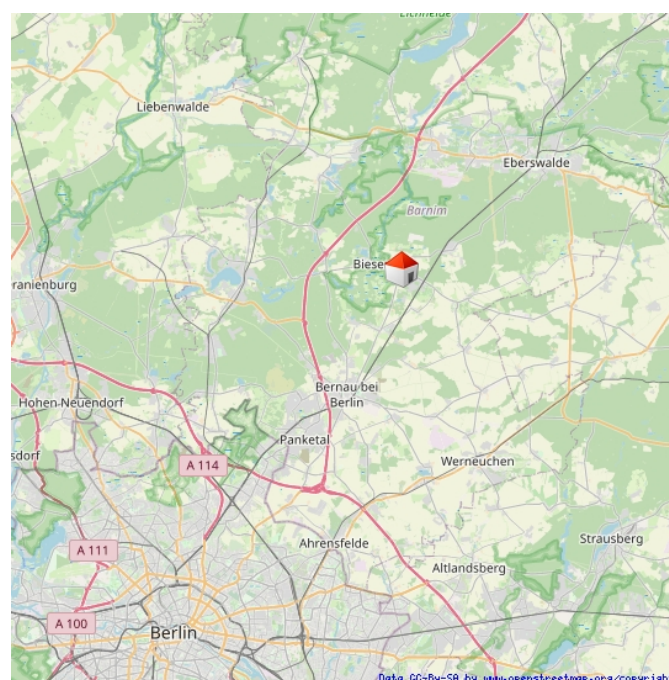 Liebenwalde
Eberswalde
Barnim
Biese
ranienburg
Bernau bei
Berlin
Hohen Neuendorf
Panketal
sdorf
A 114
Werneuchen
Ahrensfelde
Strausberg
A 111
Altlandsberg
A 100
Berlin
Data CC-By-SA by www.openstreetmap.org/copyrigh